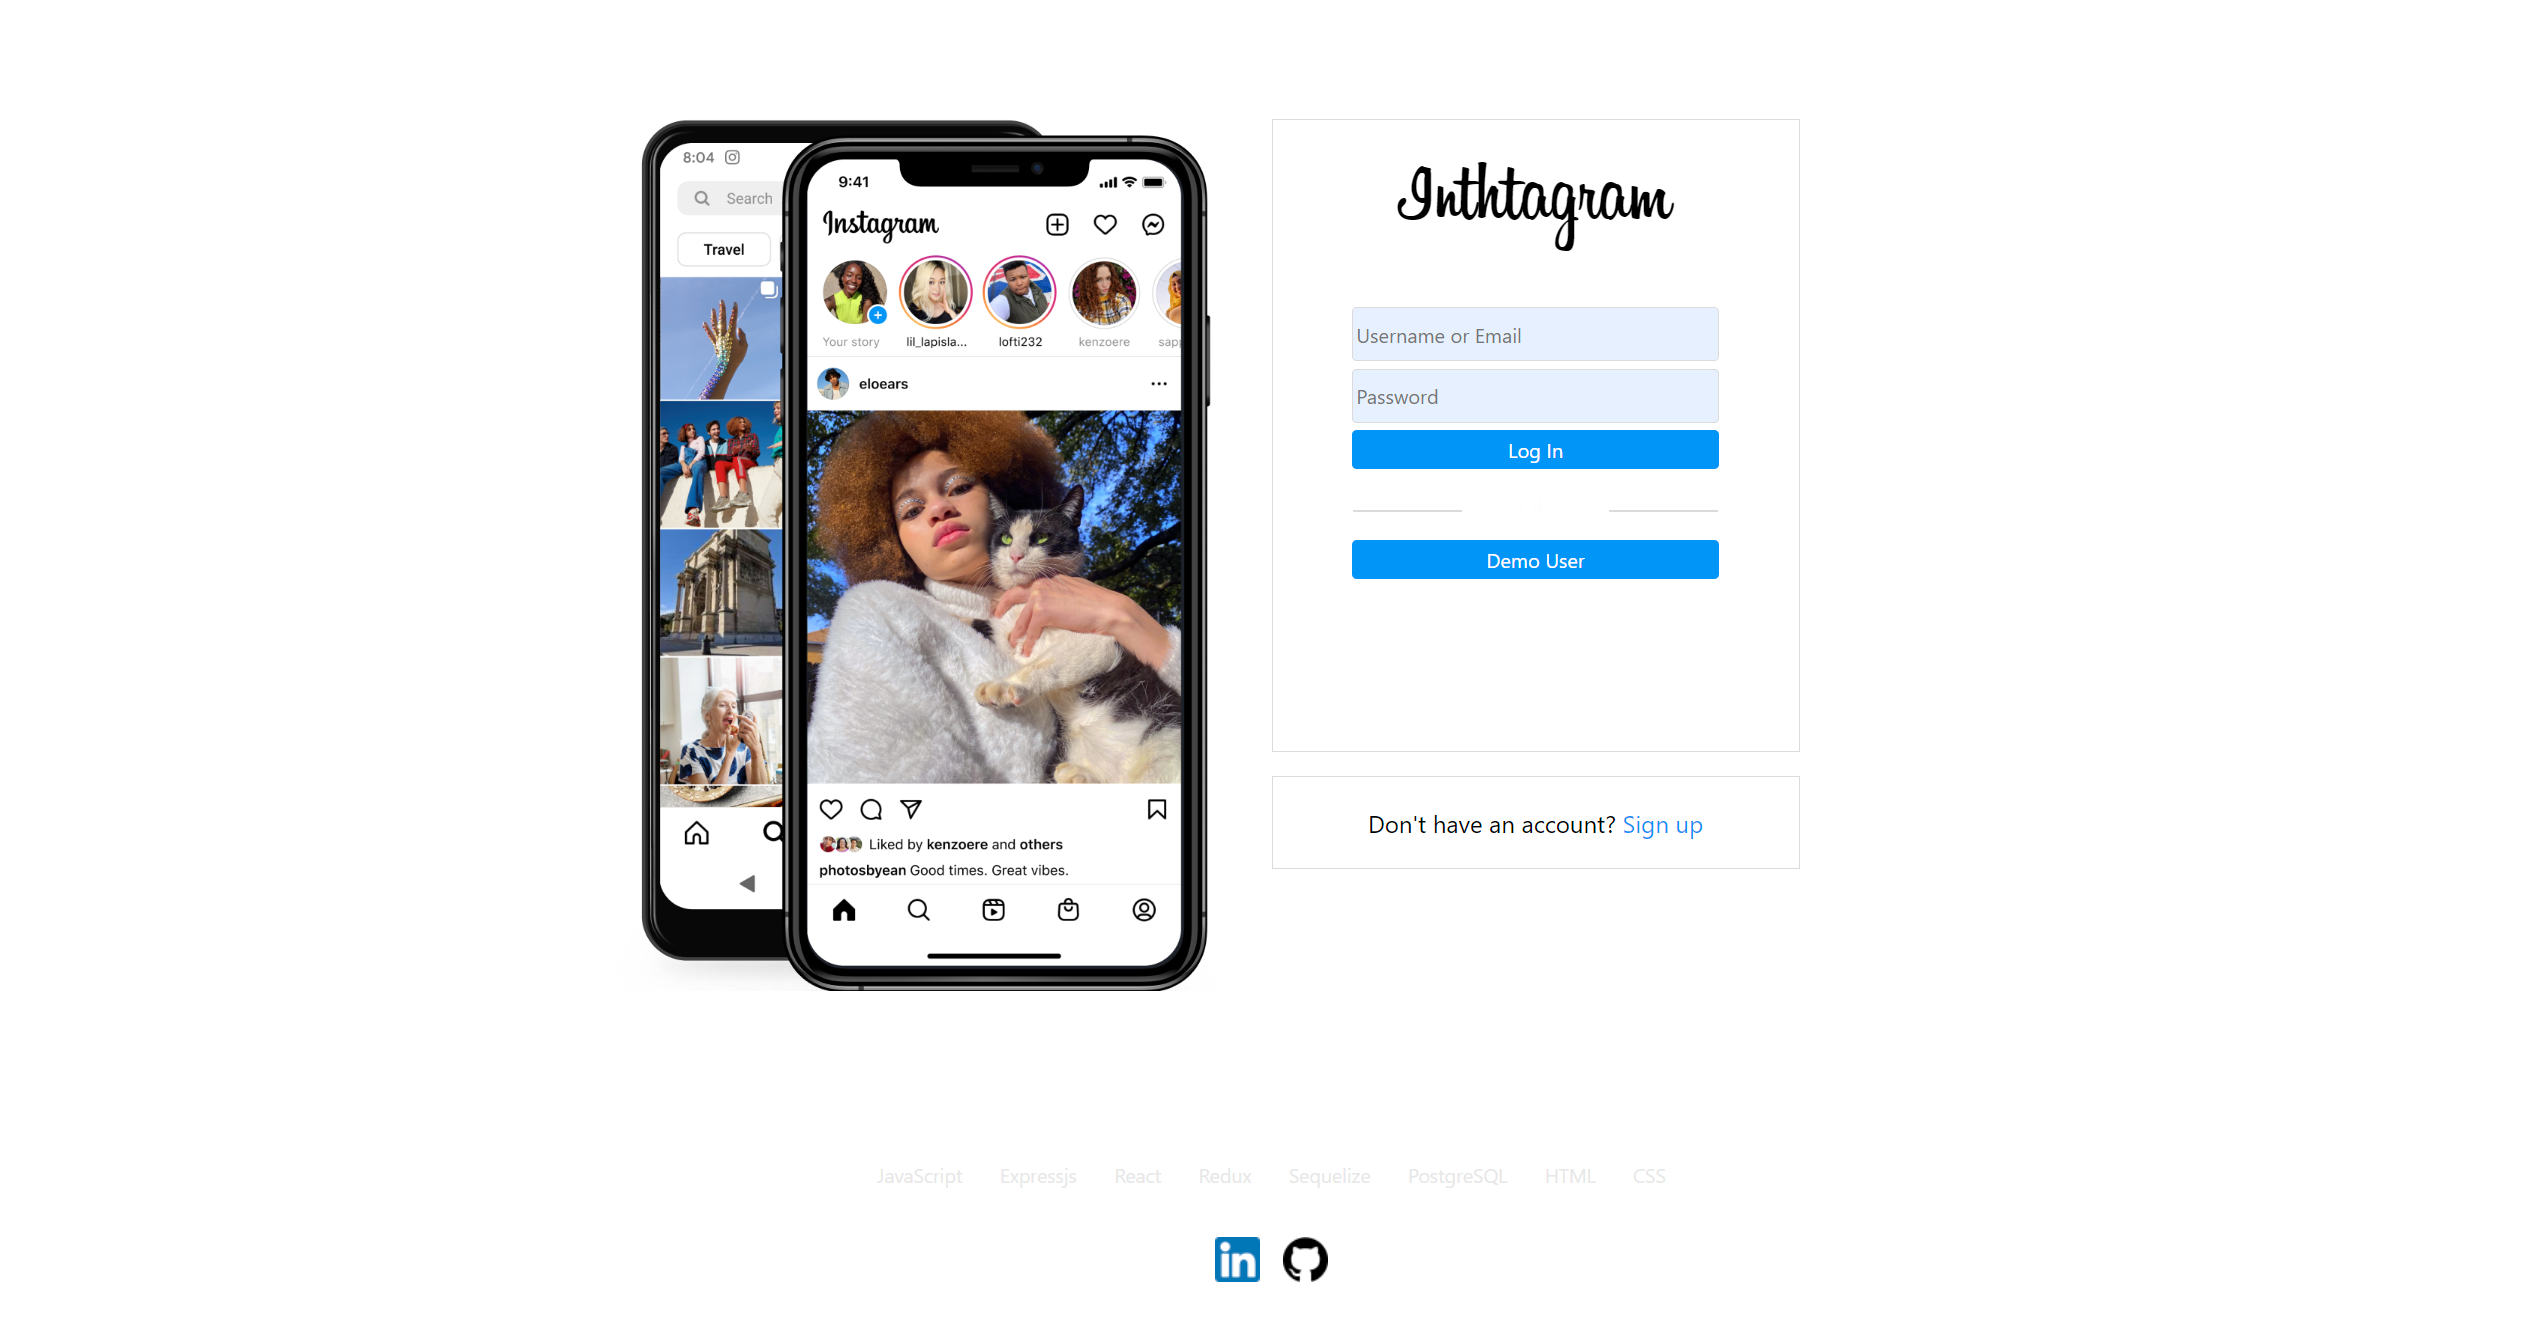 8:04
Search
Travel
9:41
Instagram
Your story
lil_lapisla...
lofti232
kenzoere
sapp
eloears
Liked by kenzoere and others
photosbyean Good times. Great vibes.
Inthtagram
Username or Email
Password
Log In
Demo User
Don't have an account? Sign up
JavaScript Expressjs React Redux Sequelize PostgreSQL HTML CSS
in